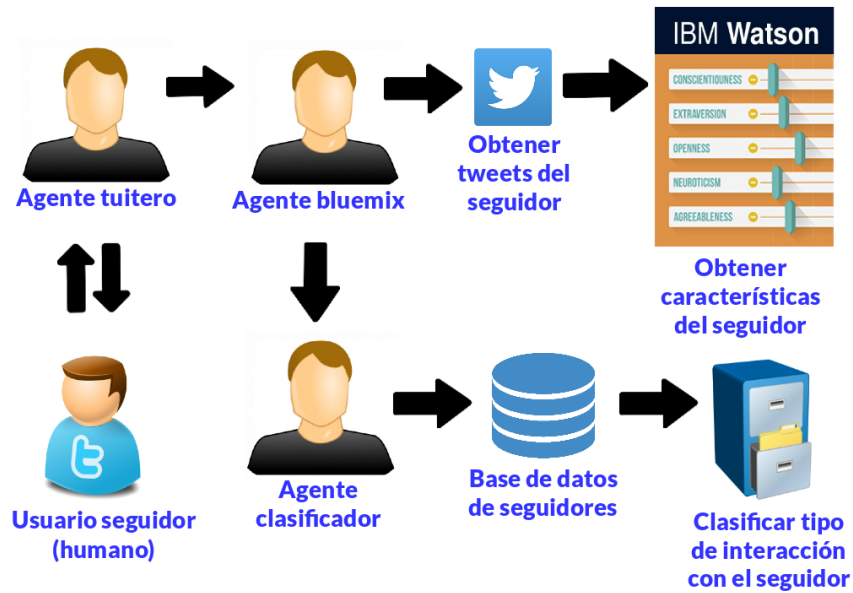 IBM Watson
CONSCIENTIOUNESS
EXTRAVERSION
OPENNESS
NEUROTICISM
AGREEABLENESS
Agente tuitero
Agente bluemix
Obtener
tweets del
seguidor
Obtener
características
del seguidor
Usuario seguidor
(humano)
Agente
clasificador
Base de datos
de seguidores
Clasificar tipo
de interacción
con el seguidor